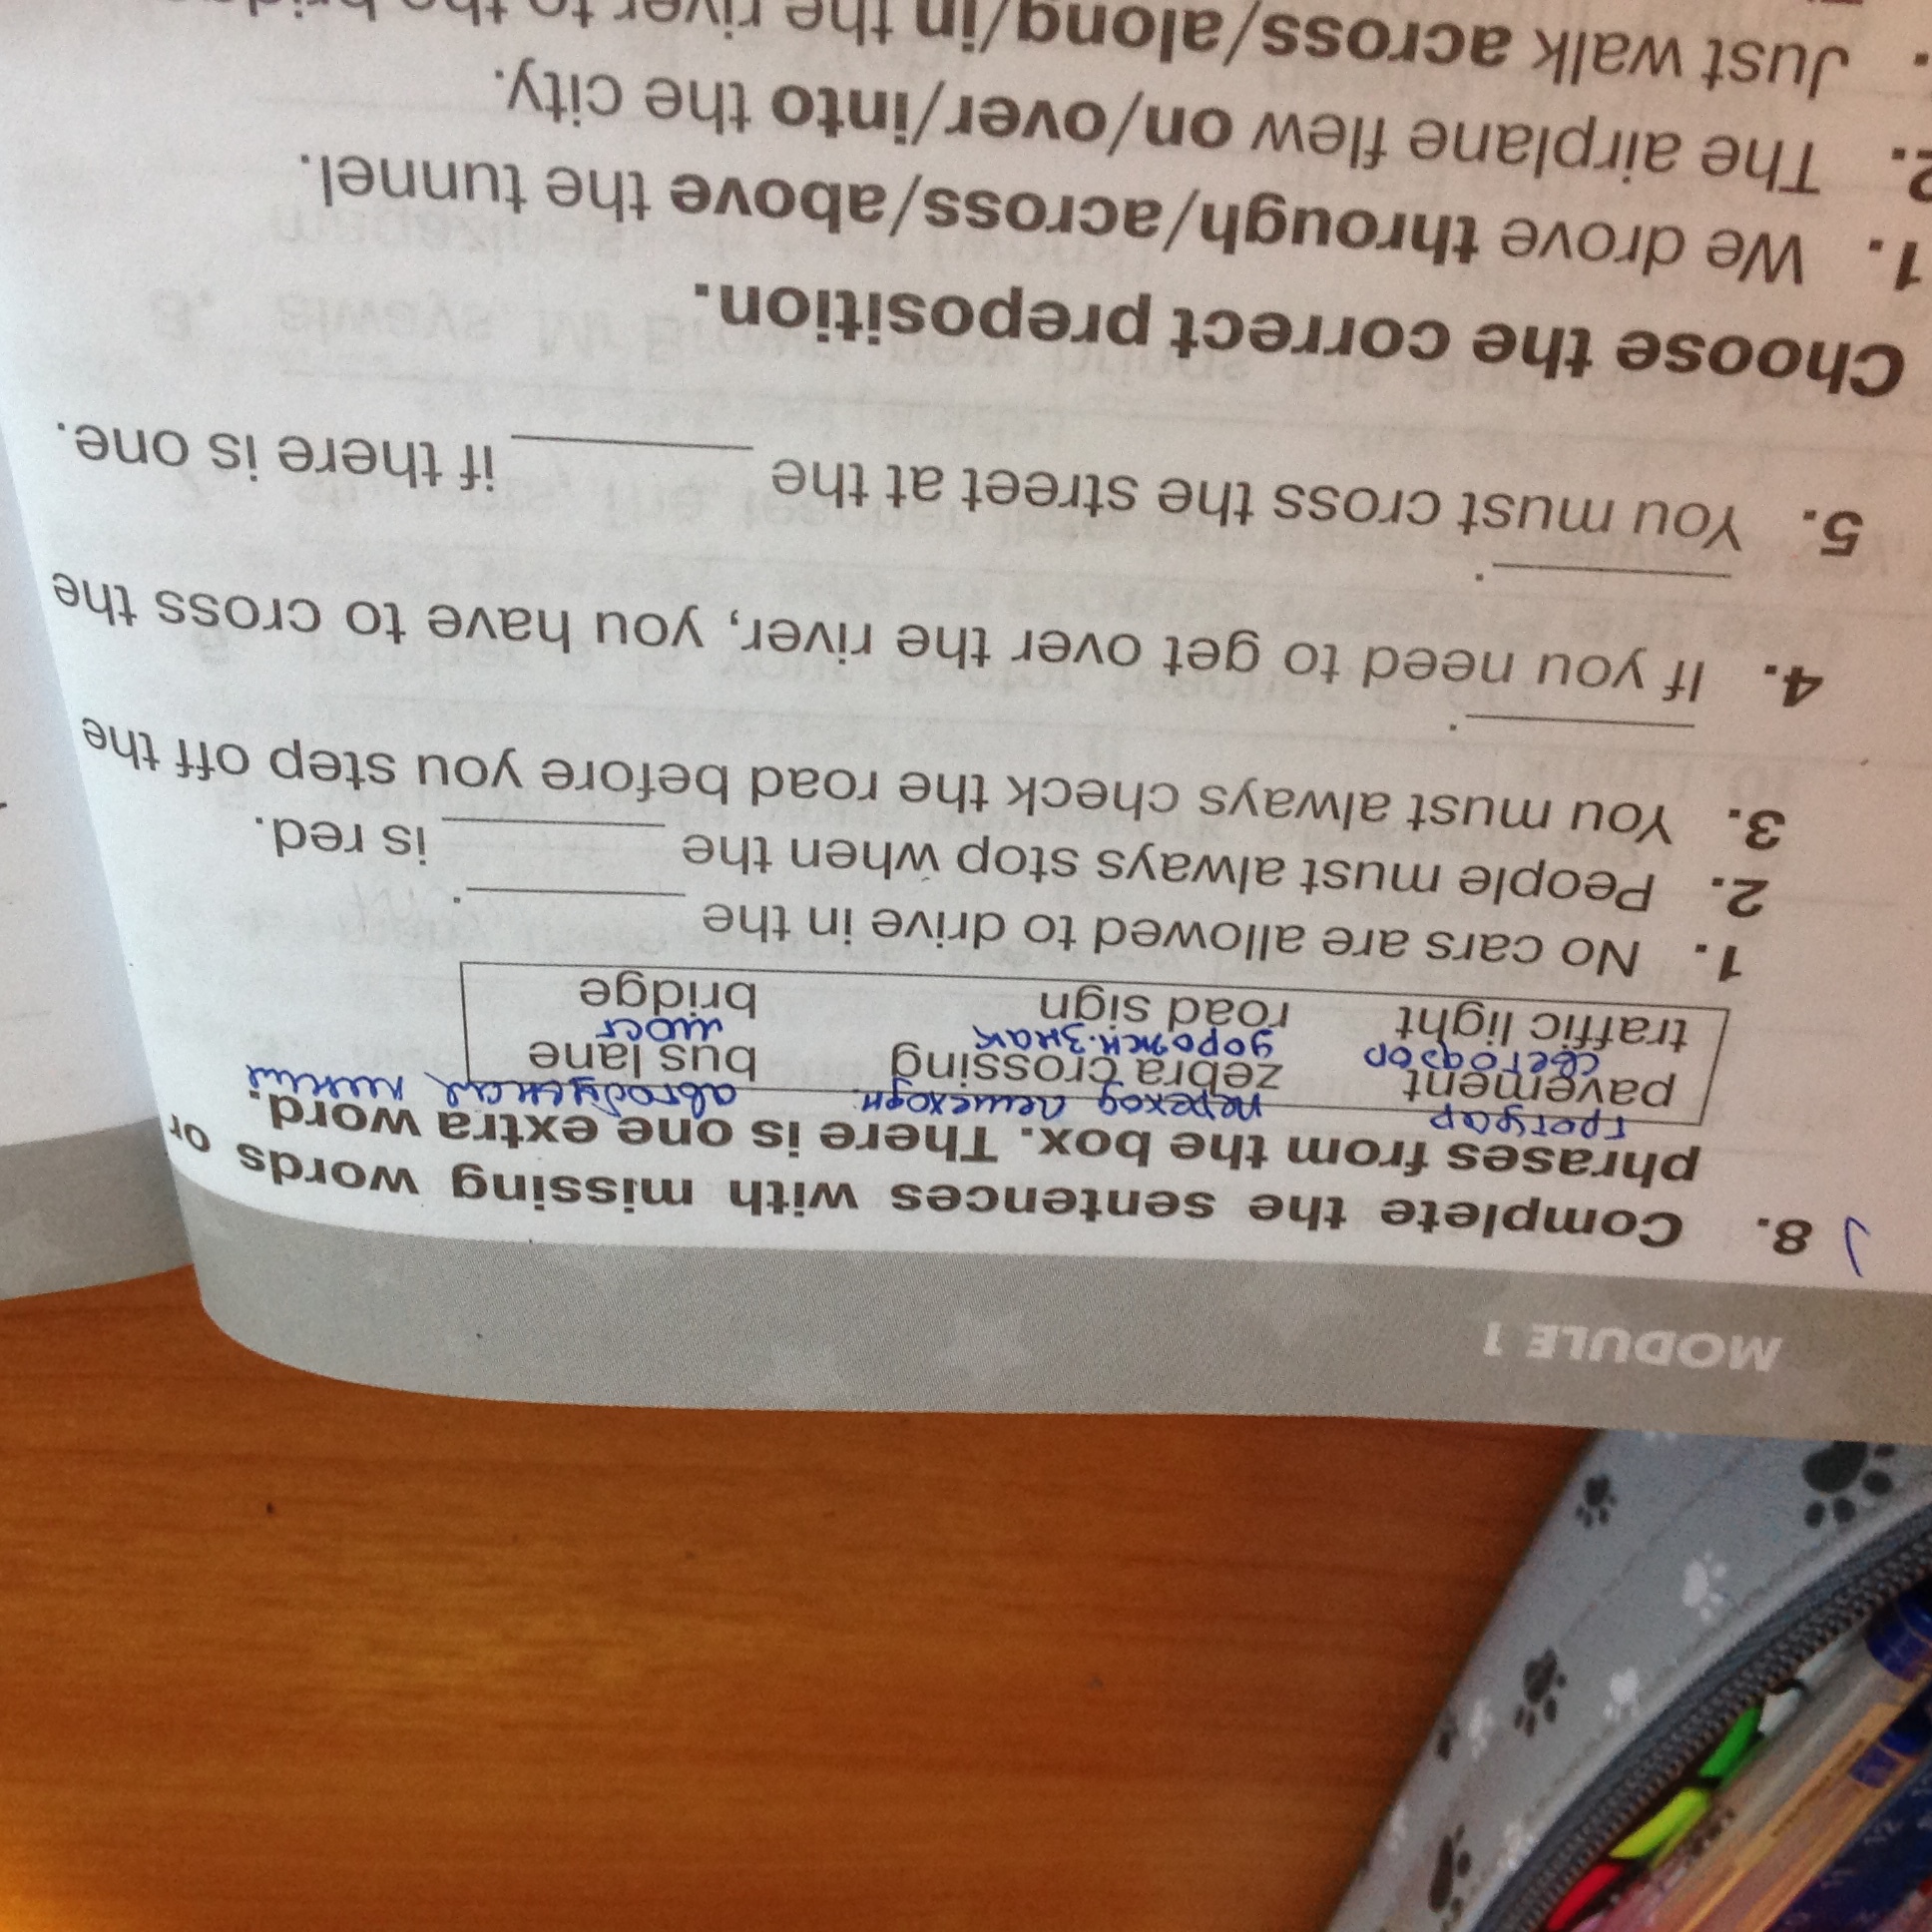 MODULE 1
8. Complete the sentences with missing words or
phrases from the box. There is one extra word.
тротуар переход пешеходн. автобусная линия
pavement zebra crossing bus lane
светофор дорожн. знак мост
traffic light road sign bridge
1. No cars are allowed to drive in the ________.
2. People must always stop when the ________ is red.
3. You must always check the road before you step off the
________.
4. If you need to get over the river, you have to cross the
________.
5. You must cross the street at the ________ if there is one.
Choose the correct preposition.
1. We drove through/across/above the tunnel.
2. The airplane flew on/over/into the city.
Just walk across/along/in the river to the